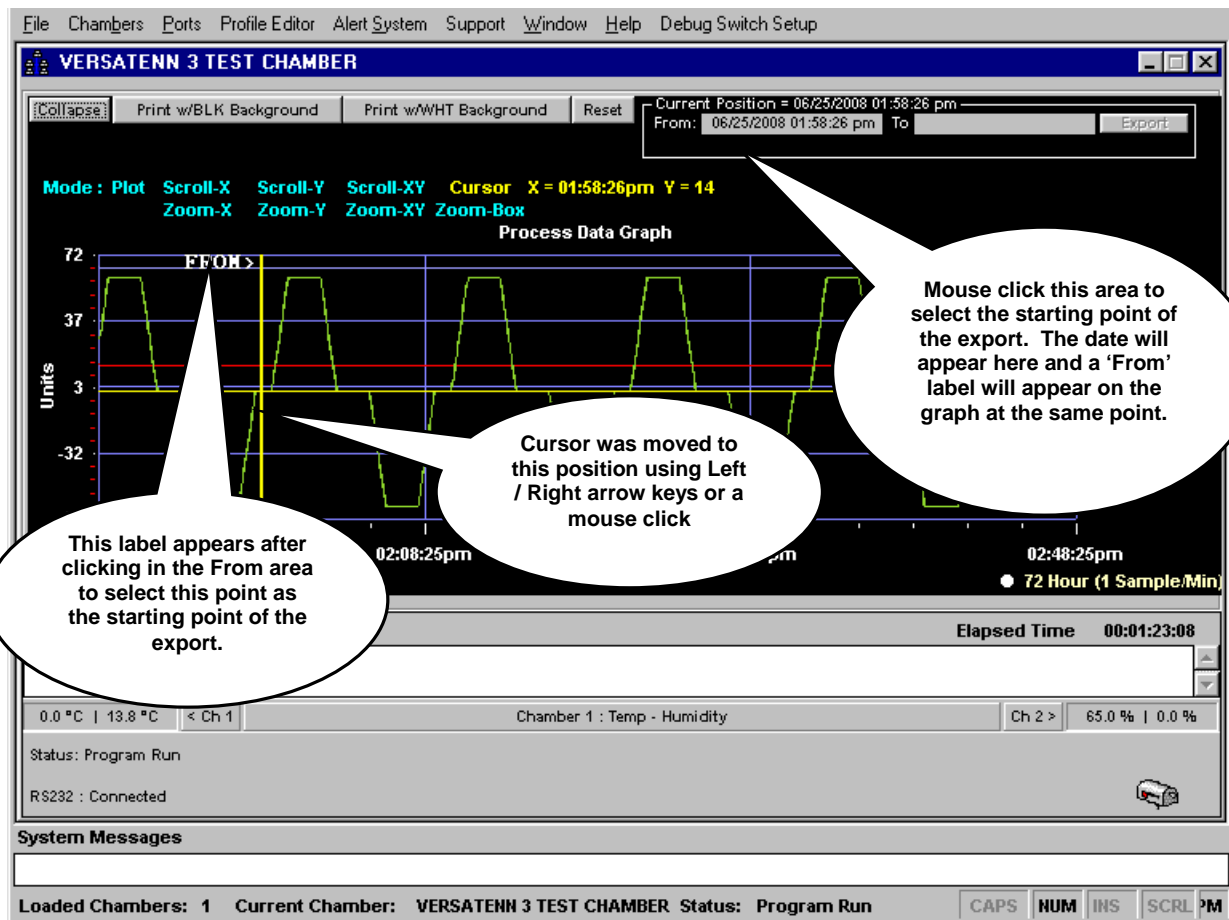 File Chambers Ports Profile Editor Alert System Support Window Help Debug Switch Setup
VERSATENN 3 TEST CHAMBER
Collapse Print w/BLK Background Print w/WHT Background Reset
Current Position = 06/25/2008 01:58:26 pm
From: 06/25/2008 01:58:26 pm To Export
Mode : Plot Scroll-X Scroll-Y Scroll-XY Cursor X = 01:58:26pm Y = 14
Zoom-X Zoom-Y Zoom-XY Zoom-Box
Process Data Graph
72
37
3
-32
Units
Mouse click this area to
select the starting point of
the export. The date will
appear here and a ‘From’
label will appear on the
graph at the same point.
Cursor was moved to
this position using Left
/ Right arrow keys or a
mouse click
This label appears after
clicking in the From area
to select this point as
the starting point of the
export.
02:08:25pm
02:48:25pm
72 Hour (1 Sample/Min)
Elapsed Time 00:01:23:08
0.0 °C | 13.8 °C < Ch 1 Chamber 1 : Temp - Humidity Ch 2 > 65.0 % | 0.0 %
Status: Program Run
RS232 : Connected
System Messages
Loaded Chambers: 1 Current Chamber: VERSATENN 3 TEST CHAMBER Status: Program Run CAPS NUM INS SCRL PM